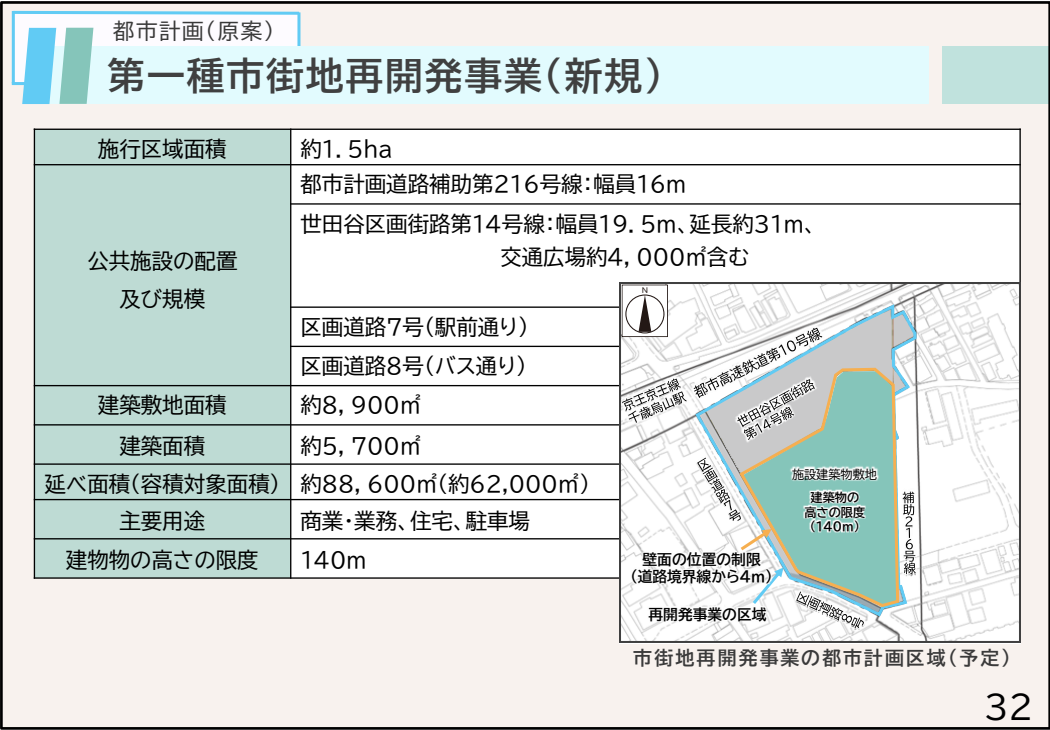 都市計画(原案)
第一種市街地再開発事業(新規)
施行区域面積
約1.5ha
公共施設の配置
及び規模
都市計画道路補助第216号線:幅員16m
世田谷区画街路第14号線:幅員19.5m、延長約31m、
交通広場約4,000㎡含む
区画道路7号(駅前通り)
区画道路8号(バス通り)
建築敷地面積
約8,900㎡
建築面積
約5,700㎡
延べ面積(容積対象面積)
約88,600㎡(約62,000㎡)
主要用途
商業・業務、住宅、駐車場
建物物の高さの限度
140m
N
都市高速鉄道第10号線
京王京王線
千歳烏山駅
世田谷区画街路
第14号線
区画道路7号
施設建築物敷地
建築物の
高さの限度
(140m)
補助216号線
壁面の位置の制限
(道路境界線から4m)
再開発事業の区域
区画道路8号
市街地再開発事業の都市計画区域(予定)
32